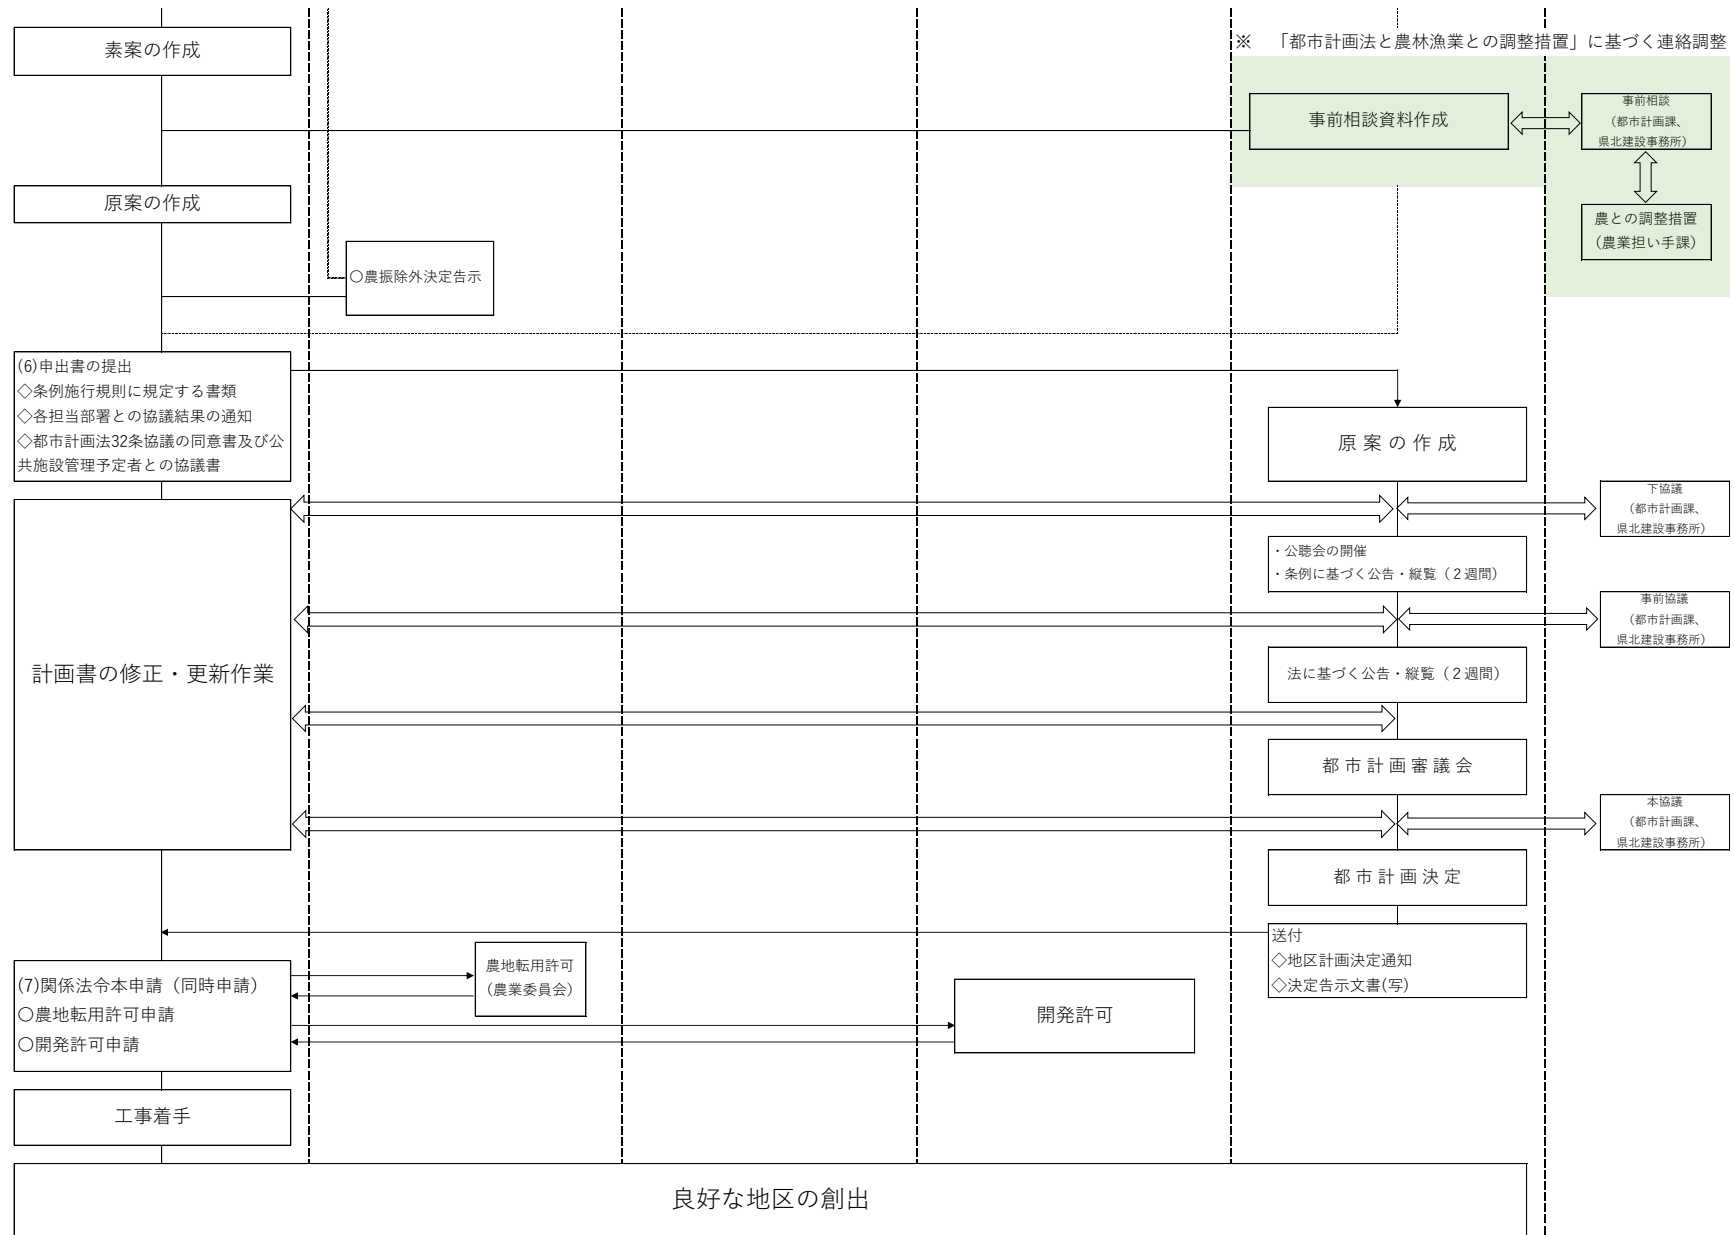 素案の作成
※　「都市計画法と農林漁業との調整措置」に基づく連絡調整
事前相談資料作成
事前相談
（都市計画課、
県北建設事務所）
原案の作成
農との調整措置
（農業担い手課）
〇農振除外決定告示
(6)申出書の提出
◇条例施行規則に規定する書類
◇各担当部署との協議結果の通知
◇都市計画法32条協議の同意書及び公
共施設管理予定者との協議書
原 案 の 作 成
下協議
（都市計画課、
県北建設事務所）
・公聴会の開催
・条例に基づく公告・縦覧（２週間）
事前協議
（都市計画課、
県北建設事務所）
計画書の修正・更新作業
法に基づく公告・縦覧（２週間）
都 市 計 画 審 議 会
本協議
（都市計画課、
県北建設事務所）
都 市 計 画 決 定
送付
◇地区計画決定通知
◇決定告示文書(写)
農地転用許可
（農業委員会）
(7)関係法令本申請（同時申請）
〇農地転用許可申請
〇開発許可申請
開発許可
工事着手
良好な地区の創出